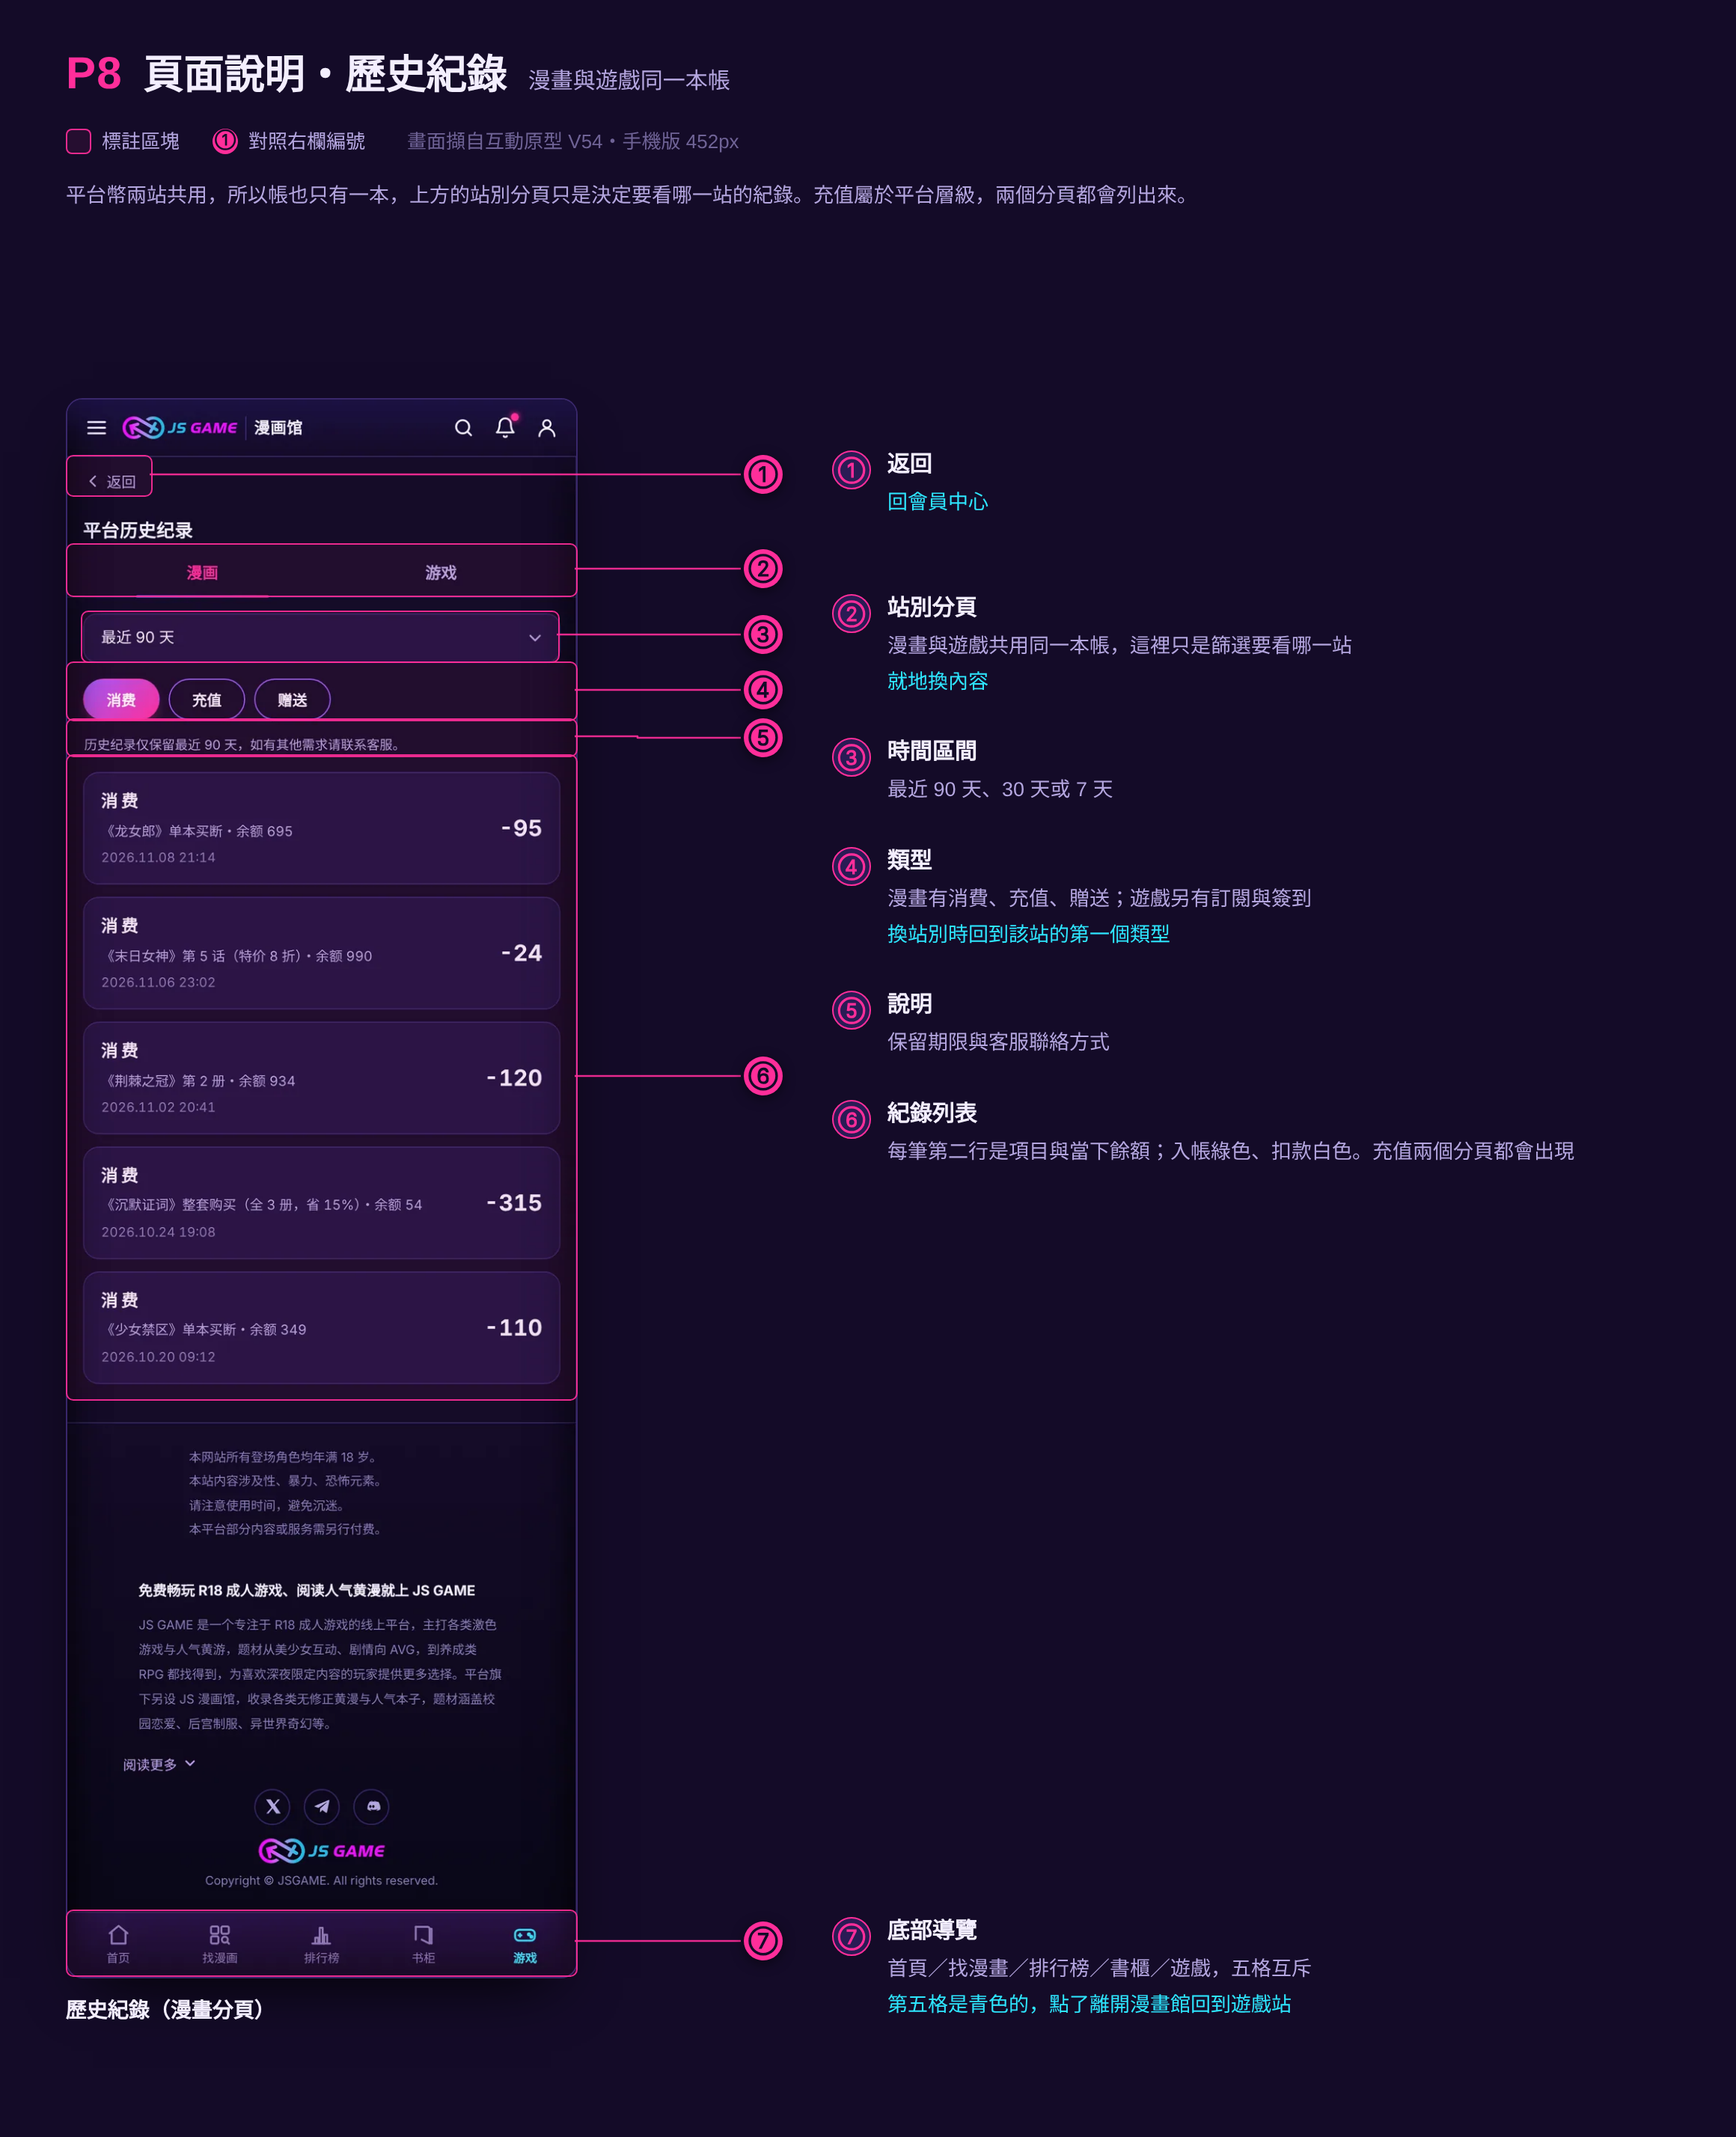 P8 頁面說明・歷史紀錄 漫畫與遊戲同一本帳
標註區塊 ① 對照右欄編號 畫面擷自互動原型 V54・手機版 452px
平台幣兩站共用，所以帳也只有一本，上方的站別分頁只是決定要看哪一站的紀錄。充值屬於平台層級，兩個分頁都會列出來。
JS GAME 漫画馆
返回
平台历史纪录
漫画 游戏
最近 90 天
消费 充值 赠送
历史纪录仅保留最近 90 天，如有其他需求请联系客服。
消费
《龙女郎》单本买断・余额 695
-95
2026.11.08 21:14
消费
《末日女神》第 5 话（特价 8 折）・余额 990
-24
2026.11.06 23:02
消费
《荆棘之冠》第 2 册・余额 934
-120
2026.11.02 20:41
消费
《沉默证词》整套购买（全 3 册，省 15%）・余额 54
-315
2026.10.24 19:08
消费
《少女禁区》单本买断・余额 349
-110
2026.10.20 09:12
本网站所有登场角色均年满 18 岁。
本站内容涉及性、暴力、恐怖元素。
请注意使用时间，避免沉迷。
本平台部分内容或服务需另行付费。
免费畅玩 R18 成人游戏、阅读人气黄漫就上 JS GAME
JS GAME 是一个专注于 R18 成人游戏的线上平台，主打各类激色
游戏与人气黄游，题材从美少女互动、剧情向 AVG，到养成类
RPG 都找得到，为喜欢深夜限定内容的玩家提供更多选择。平台旗
下另设 JS 漫画馆，收录各类无修正黄漫与人气本子，题材涵盖校
园恋爱、后宫制服、异世界奇幻等。
阅读更多
JS GAME
Copyright © JSGAME. All rights reserved.
首页 找漫画 排行榜 书柜 游戏
歷史紀錄（漫畫分頁）
①
②
③
④
⑤
⑥
⑦
① 返回
回會員中心
② 站別分頁
漫畫與遊戲共用同一本帳，這裡只是篩選要看哪一站
就地換內容
③ 時間區間
最近 90 天、30 天或 7 天
④ 類型
漫畫有消費、充值、贈送；遊戲另有訂閱與簽到
換站別時回到該站的第一個類型
⑤ 說明
保留期限與客服聯絡方式
⑥ 紀錄列表
每筆第二行是項目與當下餘額；入帳綠色、扣款白色。充值兩個分頁都會出現
⑦ 底部導覽
首頁／找漫畫／排行榜／書櫃／遊戲，五格互斥
第五格是青色的，點了離開漫畫館回到遊戲站